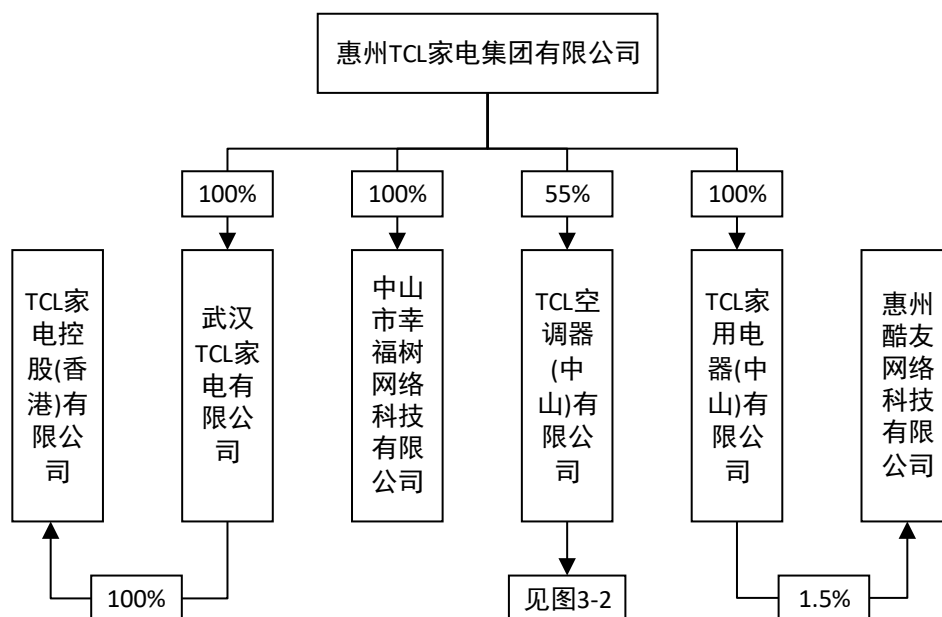 惠州TCL家电集团有限公司
100%
100%
55%
100%
TCL家
电控
股(香
港)有
限公
司
武汉
TCL家
电有
限公
司
中山
市幸
福树
网络
科技
有限
公司
TCL空
调器
(中
山)有
限公
司
TCL家
用电
器(中
山)有
限公
司
惠州
酷友
网络
科技
有限
公司
100%
见图3-2
1.5%